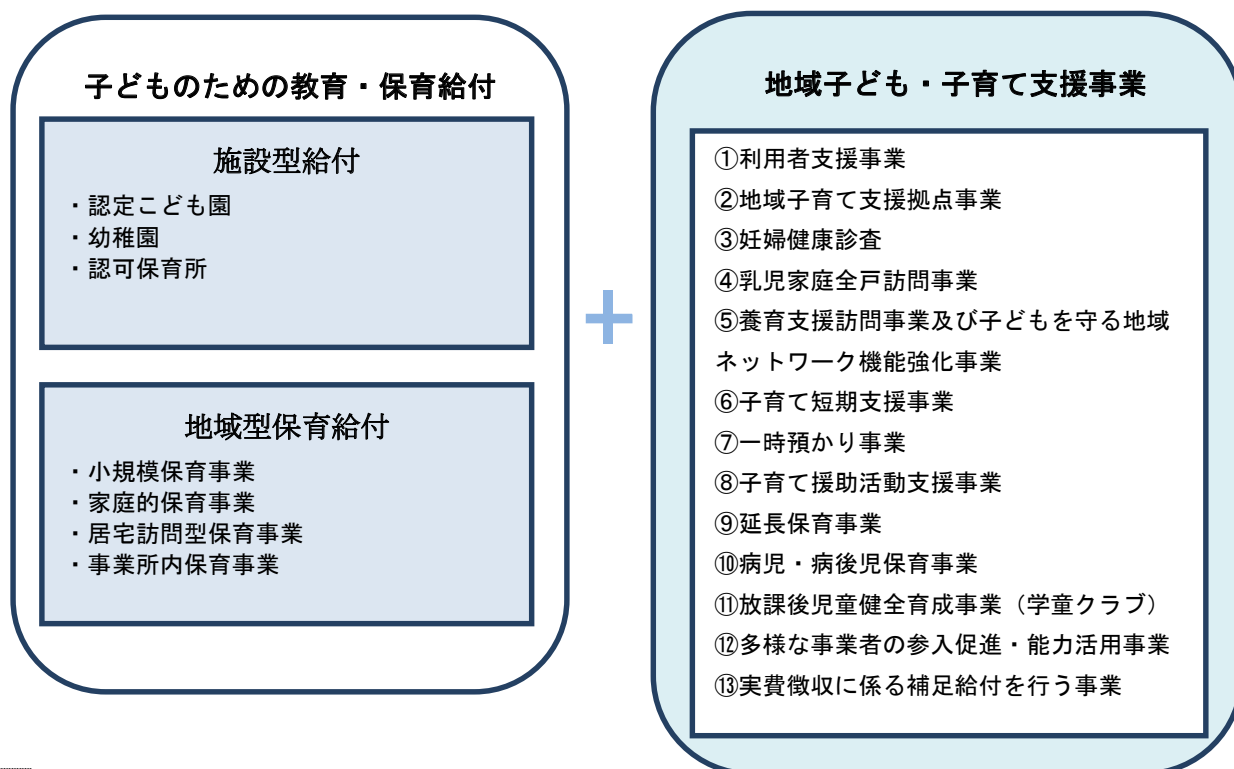 子どものための教育・保育給付
施設型給付
・認定こども園
・幼稚園
・認可保育所
地域型保育給付
・小規模保育事業
・家庭的保育事業
・居宅訪問型保育事業
・事業所内保育事業
+
地域子ども・子育て支援事業
①利用者支援事業
②地域子育て支援拠点事業
③妊婦健康診査
④乳児家庭全戸訪問事業
⑤養育支援訪問事業及び子どもを守る地域
ネットワーク機能強化事業
⑥子育て短期支援事業
⑦一時預かり事業
⑧子育て援助活動支援事業
⑨延長保育事業
⑩病児・病後児保育事業
⑪放課後児童健全育成事業（学童クラブ）
⑫多様な事業者の参入促進・能力活用事業
⑬実費徴収に係る補足給付を行う事業